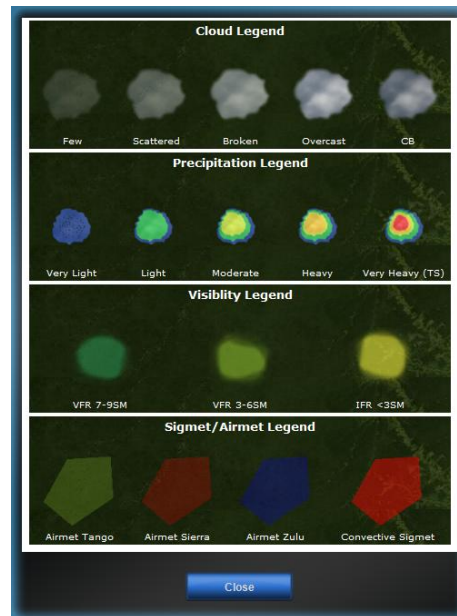 Cloud Legend
Few Scattered Broken Overcast CB
Precipitation Legend
Very Light Light Moderate Heavy Very Heavy (TS)
Visiblity Legend
VFR 7-9SM VFR 3-6SM IFR <3SM
Sigmet/Airmet Legend
Airmet Tango Airmet Sierra Airmet Zulu Convective Sigmet
Close